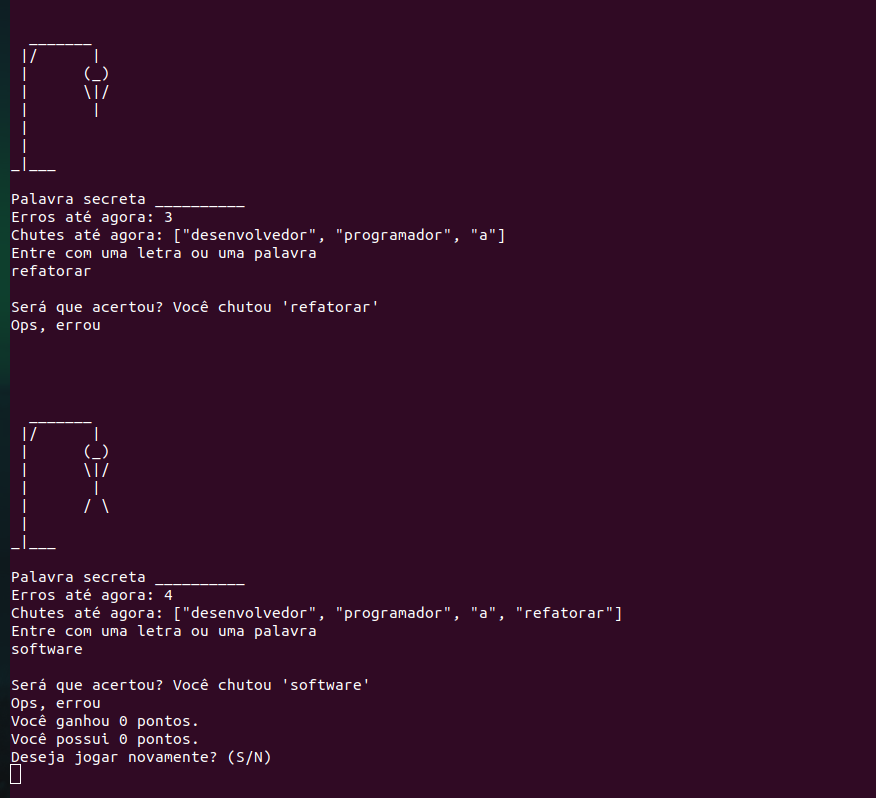 _______
 |/      |
 |      (_)
 |      \|/
 |       |
 |
 |
_|___
Palavra secreta __________
Erros até agora: 3
Chutes até agora: ["desenvolvedor", "programador", "a"]
Entre com uma letra ou uma palavra
refatorar
Será que acertou? Você chutou 'refatorar'
Ops, errou
  _______
 |/      |
 |      (_)
 |      \|/
 |       |
 |      / \
 |
_|___
Palavra secreta __________
Erros até agora: 4
Chutes até agora: ["desenvolvedor", "programador", "a", "refatorar"]
Entre com uma letra ou uma palavra
software
Será que acertou? Você chutou 'software'
Ops, errou
Você ganhou 0 pontos.
Você possui 0 pontos.
Deseja jogar novamente? (S/N)